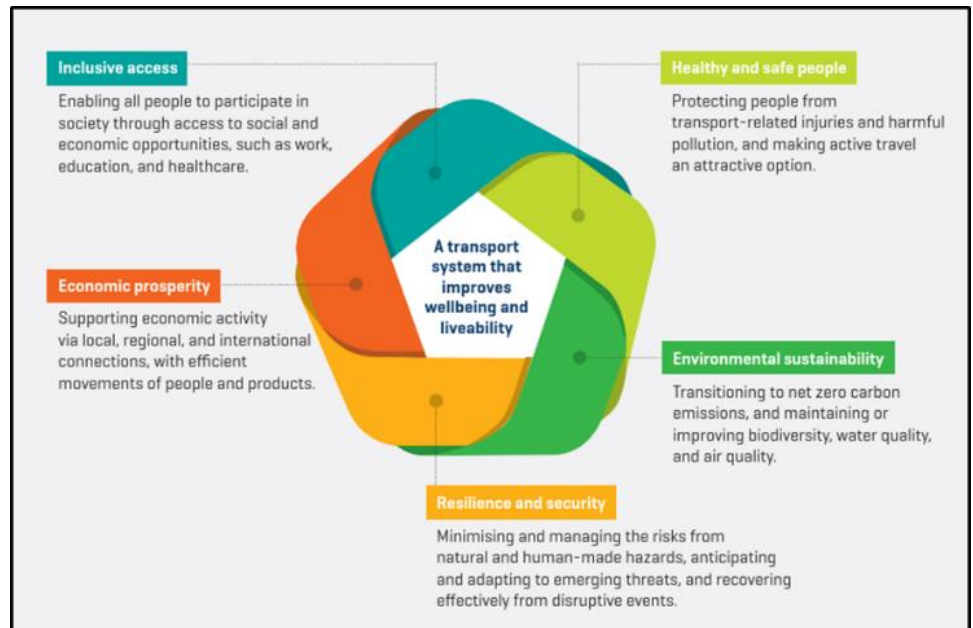 Inclusive access
Enabling all people to participate in
society through access to social and
economic opportunities, such as work,
education, and healthcare.
Healthy and safe people
Protecting people from
transport-related injuries and harmful
pollution, and making active travel
an attractive option.
A transport
system that
improves
wellbeing and
liveability
Economic prosperity
Supporting economic activity
via local, regional, and international
connections, with efficient
movements of people and products.
Environmental sustainability
Transitioning to net zero carbon
emissions, and maintaining or
improving biodiversity, water quality,
and air quality.
Resilience and security
Minimising and managing the risks from
natural and human-made hazards, anticipating
and adapting to emerging threats, and recovering
effectively from disruptive events.